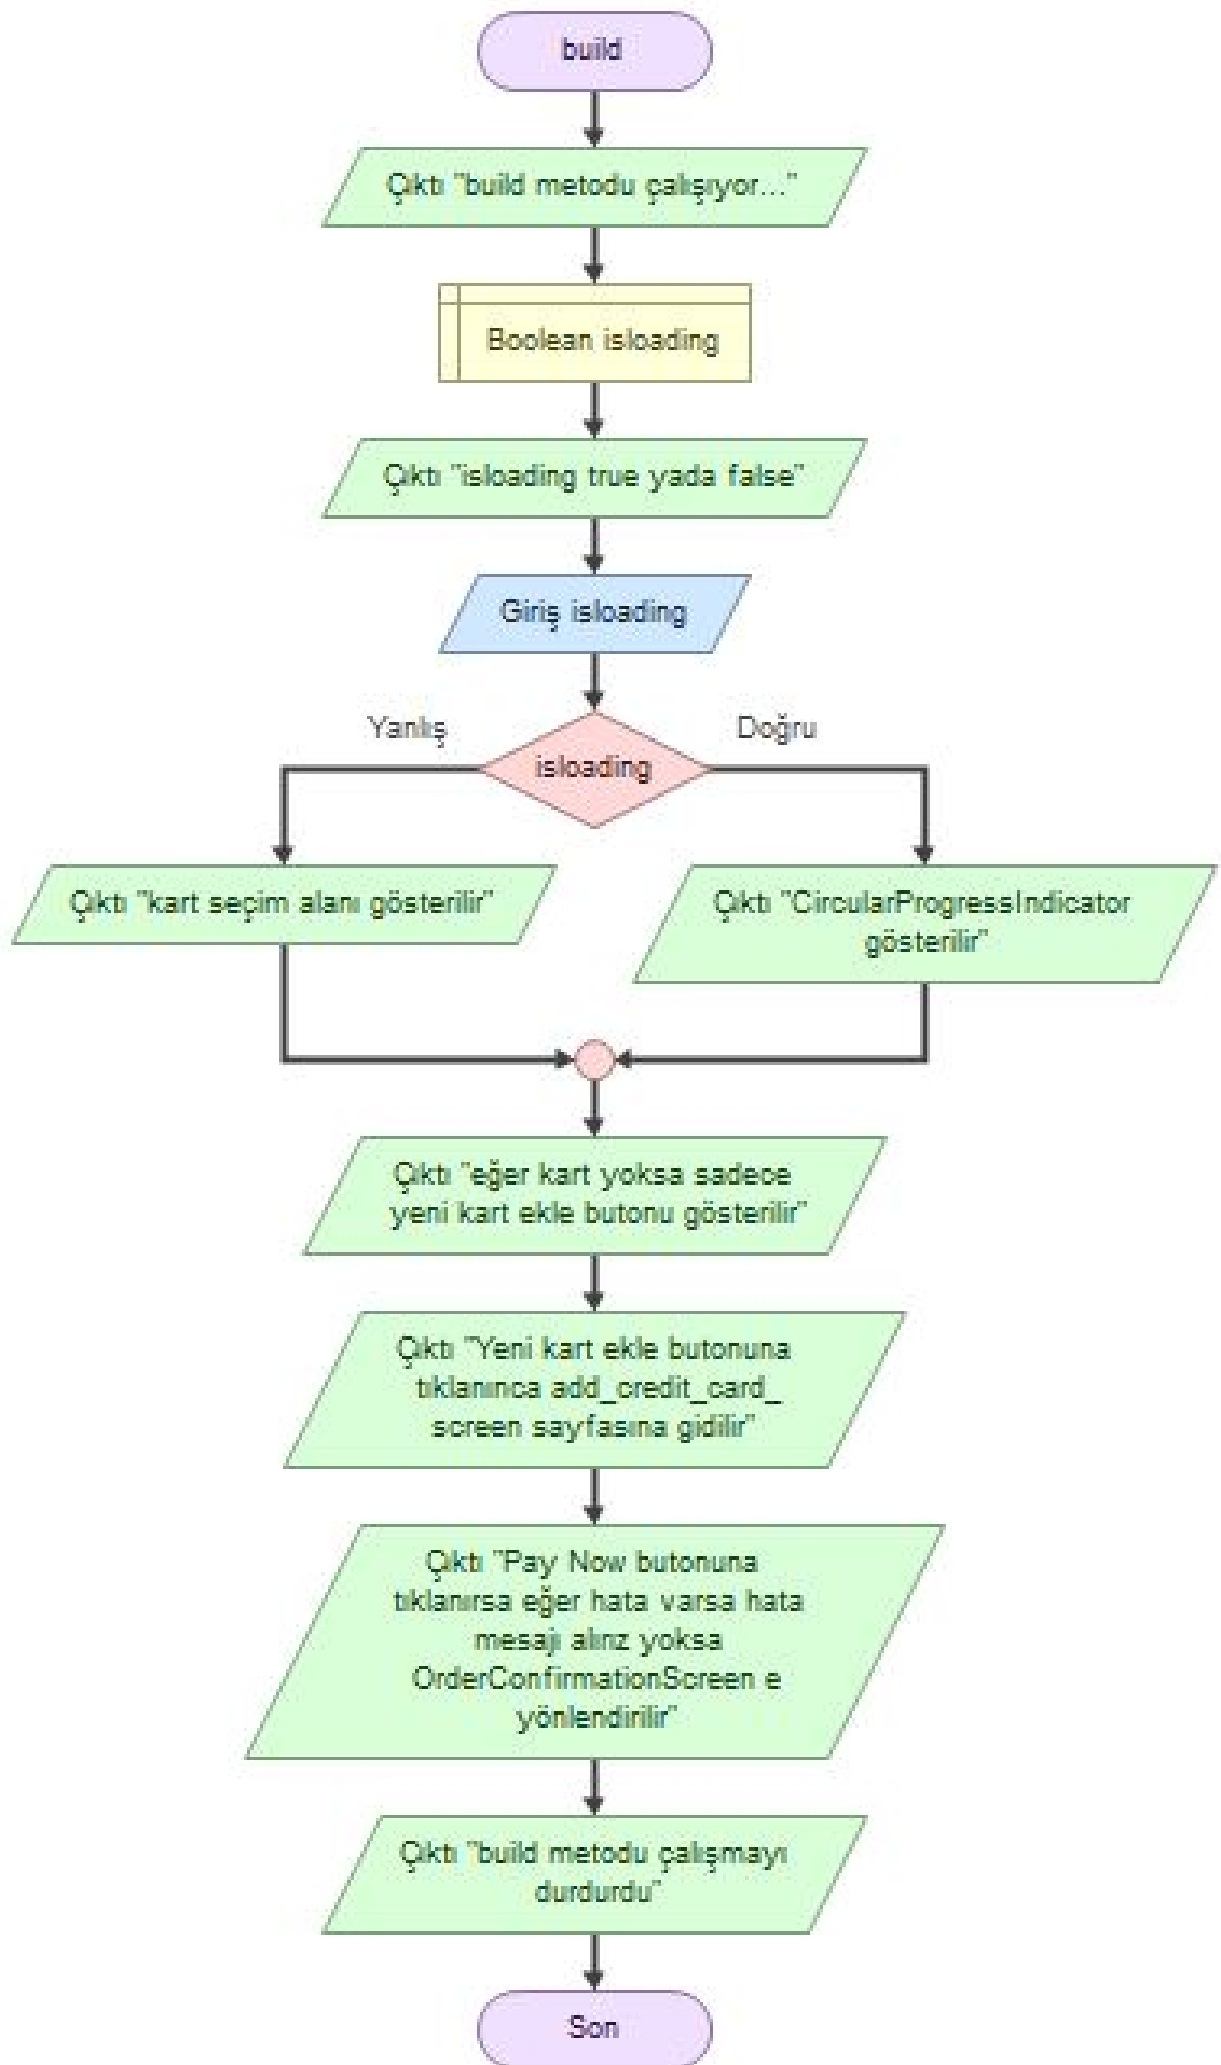 build
Çıktı "build metodu çalışıyor..."
Boolean isloading
Çıktı "isloading true yada false"
Giriş isloading
Yanlış
Doğru
isloading
Çıktı "kart seçim alanı gösterilir"
Çıktı "CircularProgressIndicator
gösterilir"
Çıktı "eğer kart yoksa sadece
yeni kart ekle butonu gösterilir"
Çıktı "Yeni kart ekle butonuna
tıklanınca add_credit_card_
screen sayfasına gidilir"
Çıktı "Pay Now butonuna
tıklanırsa eğer hata varsa hata
mesajı alırız yoksa
OrderConfirmationScreen e
yönlendirilir"
Çıktı "build metodu çalışmayı
durdurdu"
Son